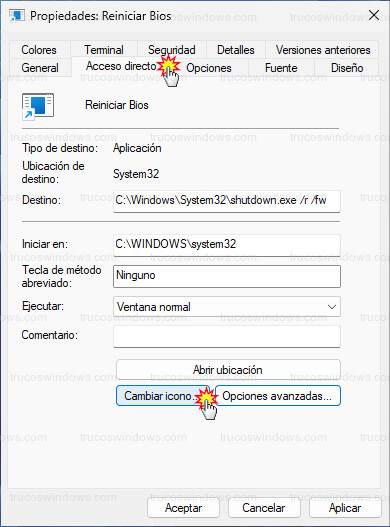 Propiedades: Reiniciar Bios
Colores Terminal Seguridad Detalles Versiones anteriores
General Acceso directo Opciones Fuente Diseño
Reiniciar Bios
Tipo de destino: Aplicación
Ubicación de destino: System32
Destino: C:\Windows\System32\shutdown.exe /r /fw
Iniciar en: C:\WINDOWS\system32
Tecla de método abreviado: Ninguno
Ejecutar: Ventana normal
Comentario:
Abrir ubicación
Cambiar icono... Opciones avanzadas...
Aceptar Cancelar Aplicar
trucoswindows.com